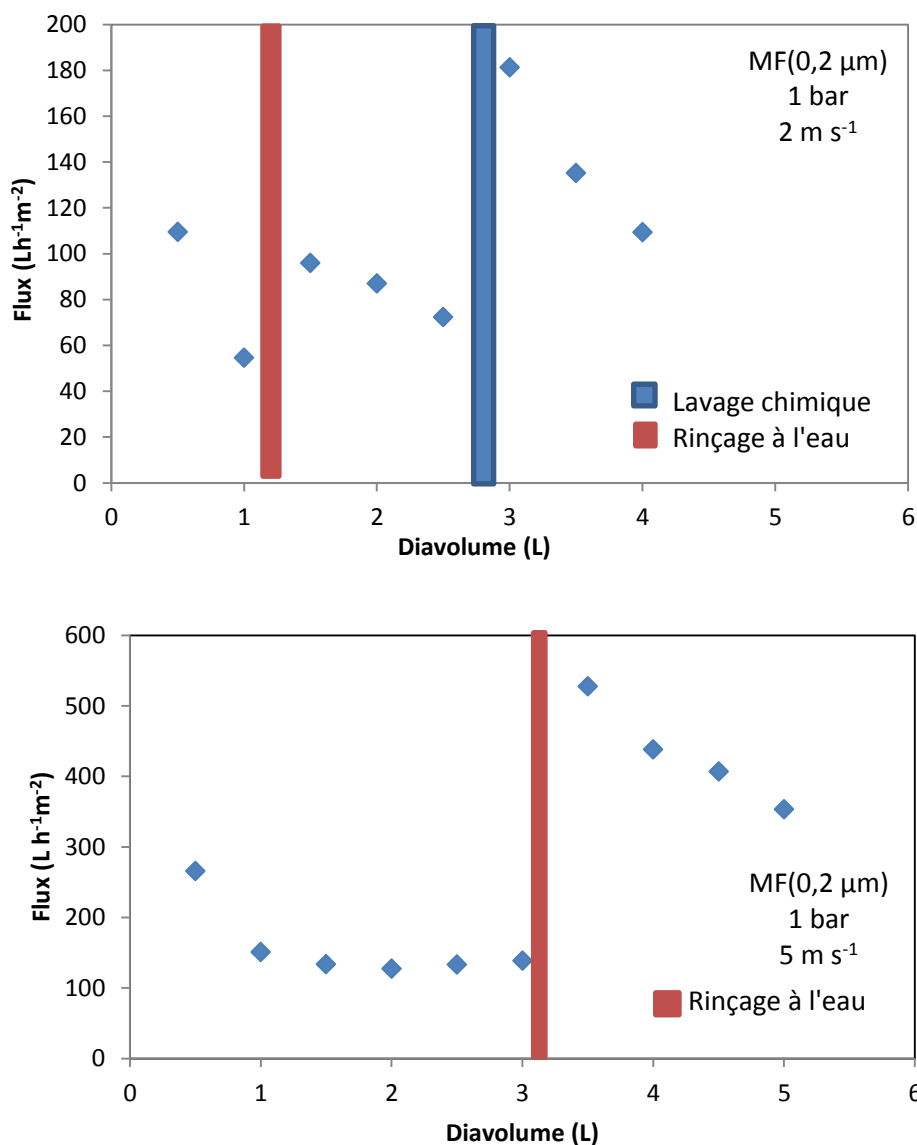 200
180
160
140
120
100
80
60
40
20
0
Flux (Lh-1m-2)
MF(0,2 µm)
1 bar
2 m s-1
Lavage chimique
Rinçage à l'eau
0 1 2 3 4 5 6
Diavolume (L)
600
500
400
300
200
100
0
Flux (L h-1m-2)
MF(0,2 µm)
1 bar
5 m s-1
Rinçage à l'eau
0 1 2 3 4 5 6
Diavolume (L)